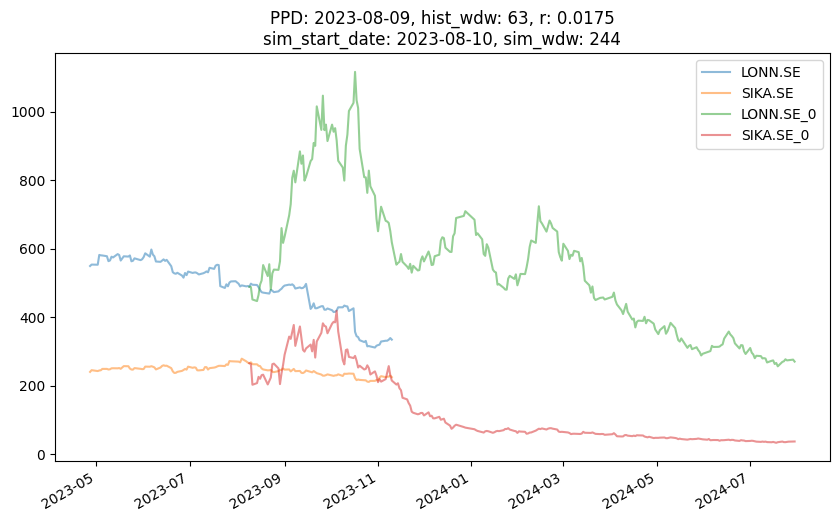 PPD: 2023-08-09, hist_wdw: 63, r: 0.0175
sim_start_date: 2023-08-10, sim_wdw: 244
LONN.SE
SIKA.SE
LONN.SE_0
SIKA.SE_0
1000
800
600
400
200
0
2023-05
2023-07
2023-09
2023-11
2024-01
2024-03
2024-05
2024-07